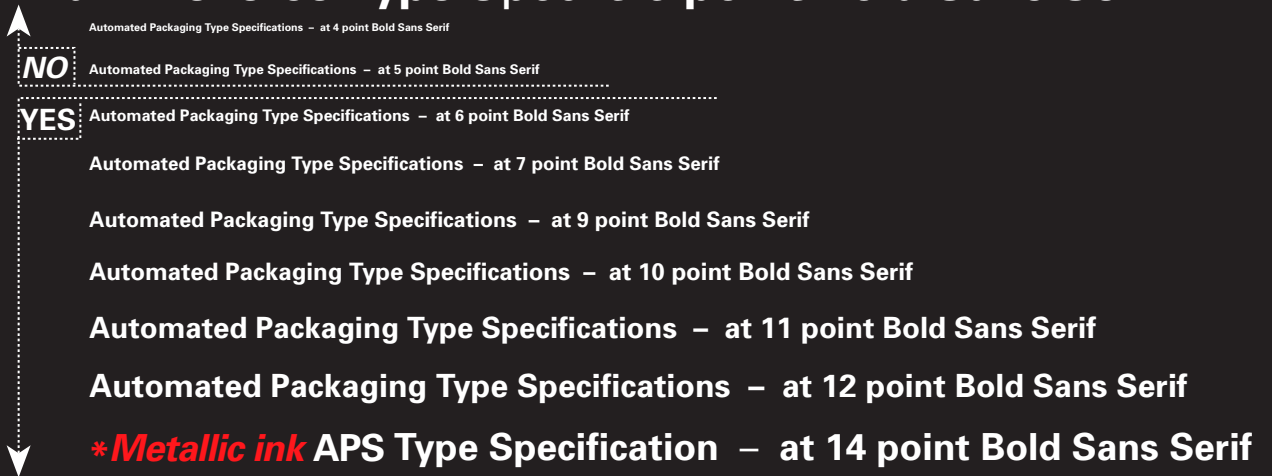 Automated Packaging Type Specifications – at 4 point Bold Sans Serif
NO Automated Packaging Type Specifications – at 5 point Bold Sans Serif
YES Automated Packaging Type Specifications – at 6 point Bold Sans Serif
Automated Packaging Type Specifications – at 7 point Bold Sans Serif
Automated Packaging Type Specifications – at 9 point Bold Sans Serif
Automated Packaging Type Specifications – at 10 point Bold Sans Serif
Automated Packaging Type Specifications – at 11 point Bold Sans Serif
Automated Packaging Type Specifications – at 12 point Bold Sans Serif
*Metallic ink APS Type Specification – at 14 point Bold Sans Serif